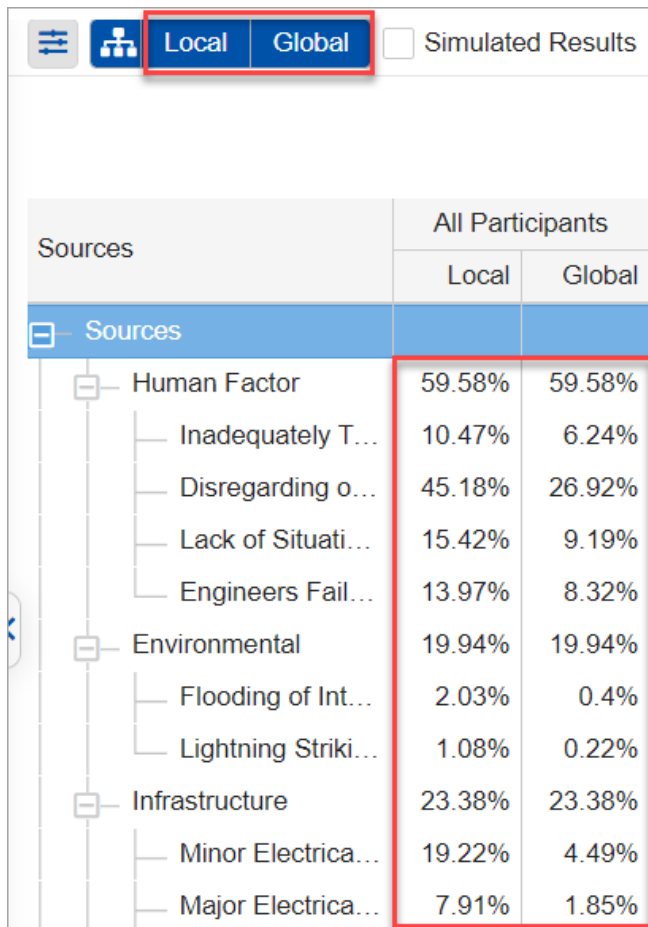 Local Global Simulated Results
Sources All Participants
Local Global
Sources
Human Factor 59.58% 59.58%
Inadequately T... 10.47% 6.24%
Disregarding o... 45.18% 26.92%
Lack of Situati... 15.42% 9.19%
Engineers Fail... 13.97% 8.32%
Environmental 19.94% 19.94%
Flooding of Int... 2.03% 0.4%
Lightning Striki... 1.08% 0.22%
Infrastructure 23.38% 23.38%
Minor Electrica... 19.22% 4.49%
Major Electrica... 7.91% 1.85%